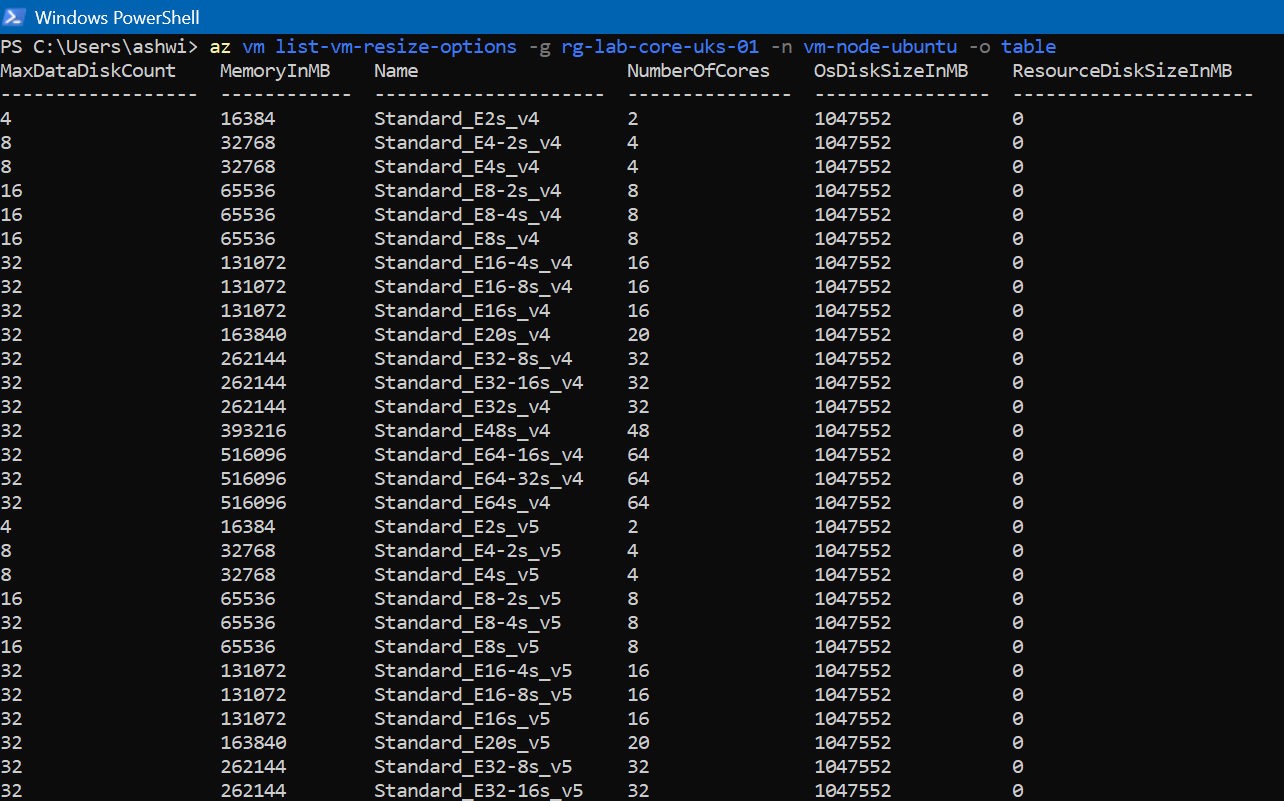 Windows PowerShell
PS C:\Users\ashwi> az vm list-vm-resize-options -g rg-lab-core-uks-01 -n vm-node-ubuntu -o table
MaxDataDiskCount    MemoryInMB    Name                   NumberOfCores    OsDiskSizeInMB    ResourceDiskSizeInMB
------------------  ------------  ---------------------  ---------------  ----------------  ----------------------
4                   16384         Standard_E2s_v4        2                1047552           0
8                   32768         Standard_E4-2s_v4      4                1047552           0
8                   32768         Standard_E4s_v4        4                1047552           0
16                  65536         Standard_E8-2s_v4      8                1047552           0
16                  65536         Standard_E8-4s_v4      8                1047552           0
16                  65536         Standard_E8s_v4        8                1047552           0
32                  131072        Standard_E16-4s_v4     16               1047552           0
32                  131072        Standard_E16-8s_v4     16               1047552           0
32                  131072        Standard_E16s_v4       16               1047552           0
32                  163840        Standard_E20s_v4       20               1047552           0
32                  262144        Standard_E32-8s_v4     32               1047552           0
32                  262144        Standard_E32-16s_v4    32               1047552           0
32                  262144        Standard_E32s_v4       32               1047552           0
32                  393216        Standard_E48s_v4       48               1047552           0
32                  516096        Standard_E64-16s_v4    64               1047552           0
32                  516096        Standard_E64-32s_v4    64               1047552           0
32                  516096        Standard_E64s_v4       64               1047552           0
4                   16384         Standard_E2s_v5        2                1047552           0
8                   32768         Standard_E4-2s_v5      4                1047552           0
8                   32768         Standard_E4s_v5        4                1047552           0
16                  65536         Standard_E8-2s_v5      8                1047552           0
32                  65536         Standard_E8-4s_v5      8                1047552           0
16                  65536         Standard_E8s_v5        8                1047552           0
32                  131072        Standard_E16-4s_v5     16               1047552           0
32                  131072        Standard_E16-8s_v5     16               1047552           0
32                  131072        Standard_E16s_v5       16               1047552           0
32                  163840        Standard_E20s_v5       20               1047552           0
32                  262144        Standard_E32-8s_v5     32               1047552           0
32                  262144        Standard_E32-16s_v5    32               1047552           0